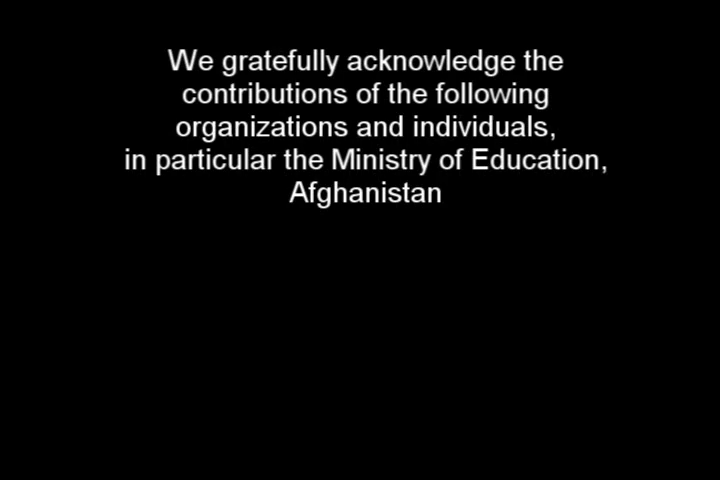 We gratefully acknowledge the
contributions of the following
organizations and individuals,
in particular the Ministry of Education,
Afghanistan